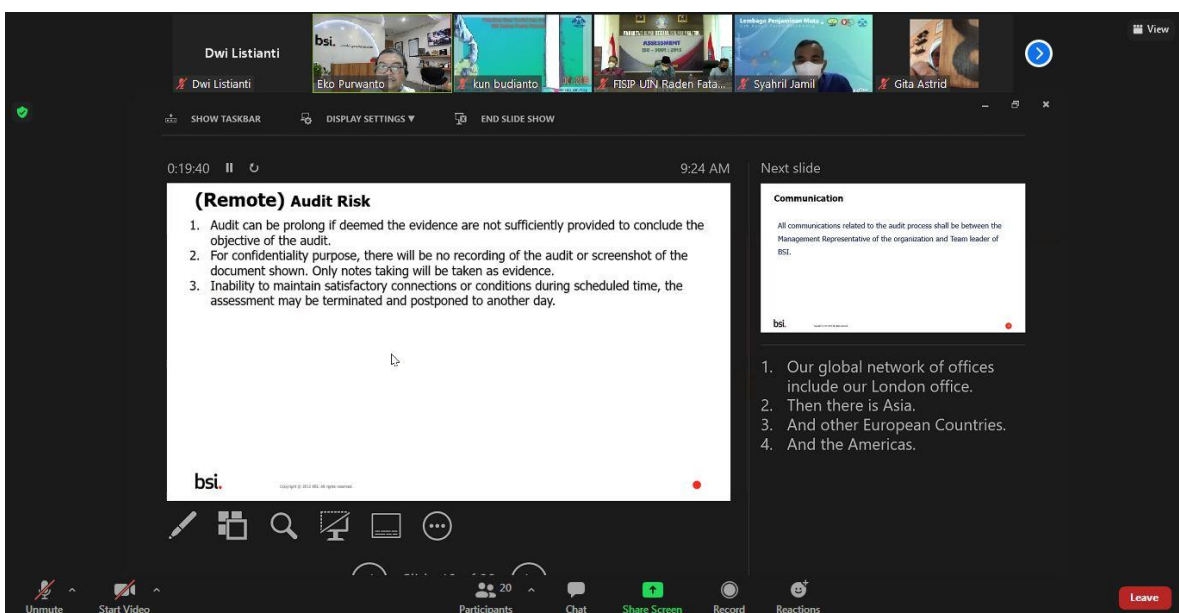 Dwi Listianti
bsi.
Lembaga Penjaminan Mutu
ASSESSMENT
ISO - 9001 : 2015
Dwi Listianti
Eko Purwanto
kun budianto
FISIP UIN Raden Fata...
Syahril Jamil
Gita Astrid
View
SHOW TASKBAR
DISPLAY SETTINGS ▼
END SLIDE SHOW
0:19:40
9:24 AM
(Remote) Audit Risk
1. Audit can be prolong if deemed the evidence are not sufficiently provided to conclude the
objective of the audit.
2. For confidentiality purpose, there will be no recording of the audit or screenshot of the
document shown. Only notes taking will be taken as evidence.
3. Inability to maintain satisfactory connections or conditions during scheduled time, the
assessment may be terminated and postponed to another day.
bsi.
Next slide
Communication
All communications related to the audit process shall be between the
Management Representative of the organization and Team leader of
BSI.
bsi.
1. Our global network of offices
include our London office.
2. Then there is Asia.
3. And other European Countries.
4. And the Americas.
Unmute
Start Video
20
Participants
Chat
Share Screen
Record
Reactions
Leave